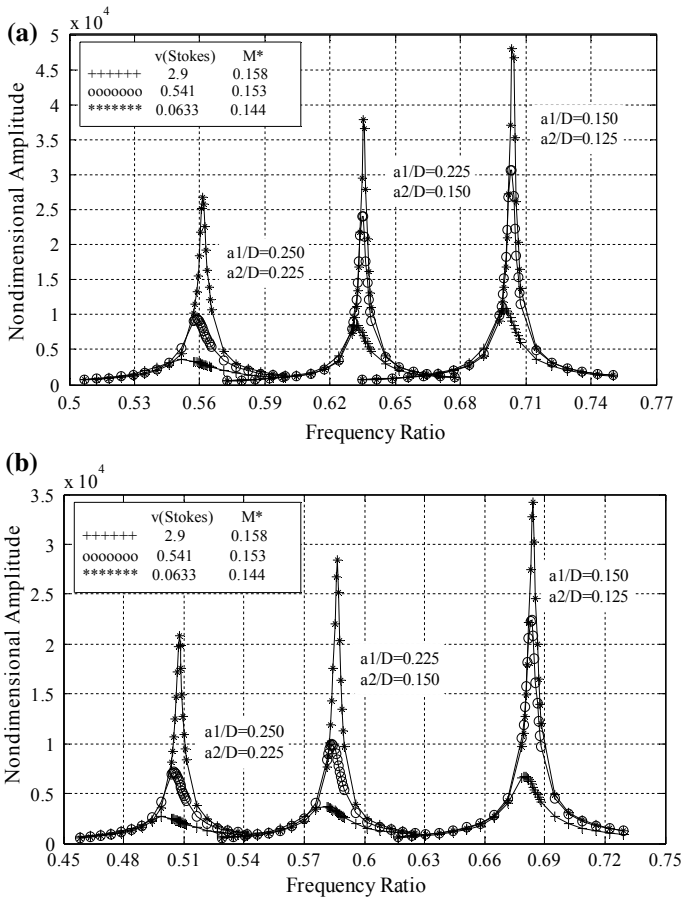 (a)
x 10^4
v(Stokes) M*
++++++ 2.9 0.158
ooooooo 0.541 0.153
******* 0.0633 0.144
a1/D=0.150
a2/D=0.125
a1/D=0.225
a2/D=0.150
a1/D=0.250
a2/D=0.225
Nondimensional Amplitude
5
4.5
4
3.5
3
2.5
2
1.5
1
0.5
0
0.5 0.53 0.56 0.59 0.62 0.65 0.68 0.71 0.74 0.77
Frequency Ratio
(b)
x 10^4
v(Stokes) M*
++++++ 2.9 0.158
ooooooo 0.541 0.153
******* 0.0633 0.144
a1/D=0.150
a2/D=0.125
a1/D=0.225
a2/D=0.150
a1/D=0.250
a2/D=0.225
Nondimensional Amplitude
3.5
3
2.5
2
1.5
1
0.5
0
0.45 0.48 0.51 0.54 0.57 0.6 0.63 0.66 0.69 0.72 0.75
Frequency Ratio